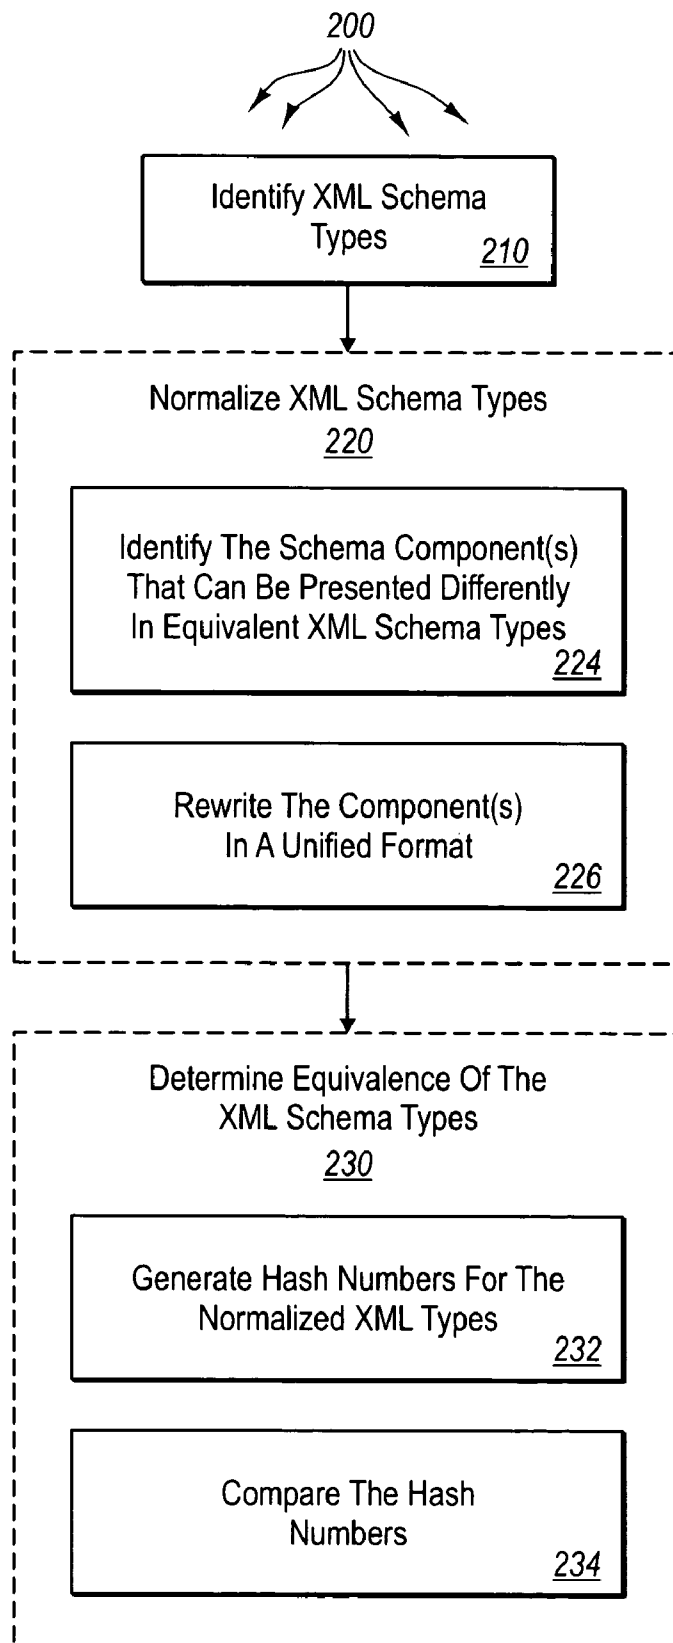 200
Identify XML Schema
Types
210
Normalize XML Schema Types
220
Identify The Schema Component(s)
That Can Be Presented Differently
In Equivalent XML Schema Types
224
Rewrite The Component(s)
In A Unified Format
226
Determine Equivalence Of The
XML Schema Types
230
Generate Hash Numbers For The
Normalized XML Types
232
Compare The Hash
Numbers
234